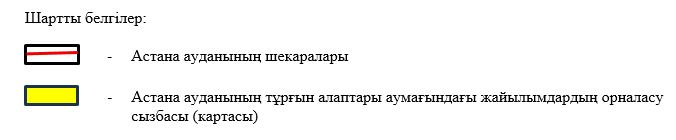 Шартты белгілер:
- Астана ауданының шекаралары
- Астана ауданының тұрғын алаптары аумағындағы жайылымдардың орналасу
сызбасы (картасы)